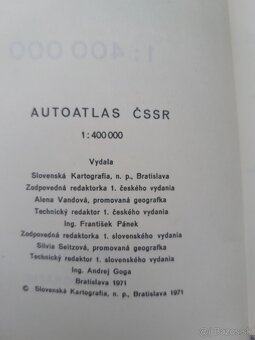 1:400 000
AUTOATLAS ČSSR
1:400 000
Vydala
Slovenská Kartografia, n. p., Bratislava
Zodpovedná redaktorka 1. českého vydania
Alena Vandová, promovaná geografka
Technický redaktor 1. českého vydania
Ing. František Pánek
Zodpovedná redaktorka 1. slovenského vydania
Silvia Seitzová, promovaná geografka
Technický redaktor 1. slovenského vydania
Ing. Andrej Goga
Bratislava 1971
© Slovenská Kartografia, n. p., Bratislava 1971